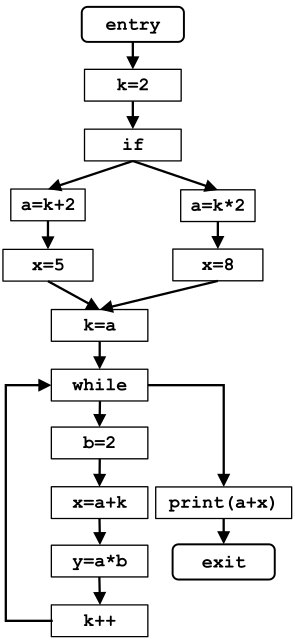 entry
k=2
if
a=k+2
a=k*2
x=5
x=8
k=a
while
b=2
x=a+k
print(a+x)
y=a*b
exit
k++